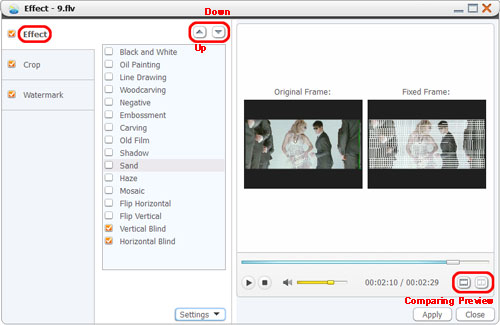 Effect - 9.flv
Down
Effect
Up
Crop
Watermark
Black and White
Oil Painting
Line Drawing
Woodcarving
Negative
Embossment
Carving
Old Film
Shadow
Sand
Haze
Mosaic
Flip Horizontal
Flip Vertical
Vertical Blind
Horizontal Blind
Settings
Original Frame:
Fixed Frame:
00:02:10 / 00:02:29
Comparing Preview
Apply
Close